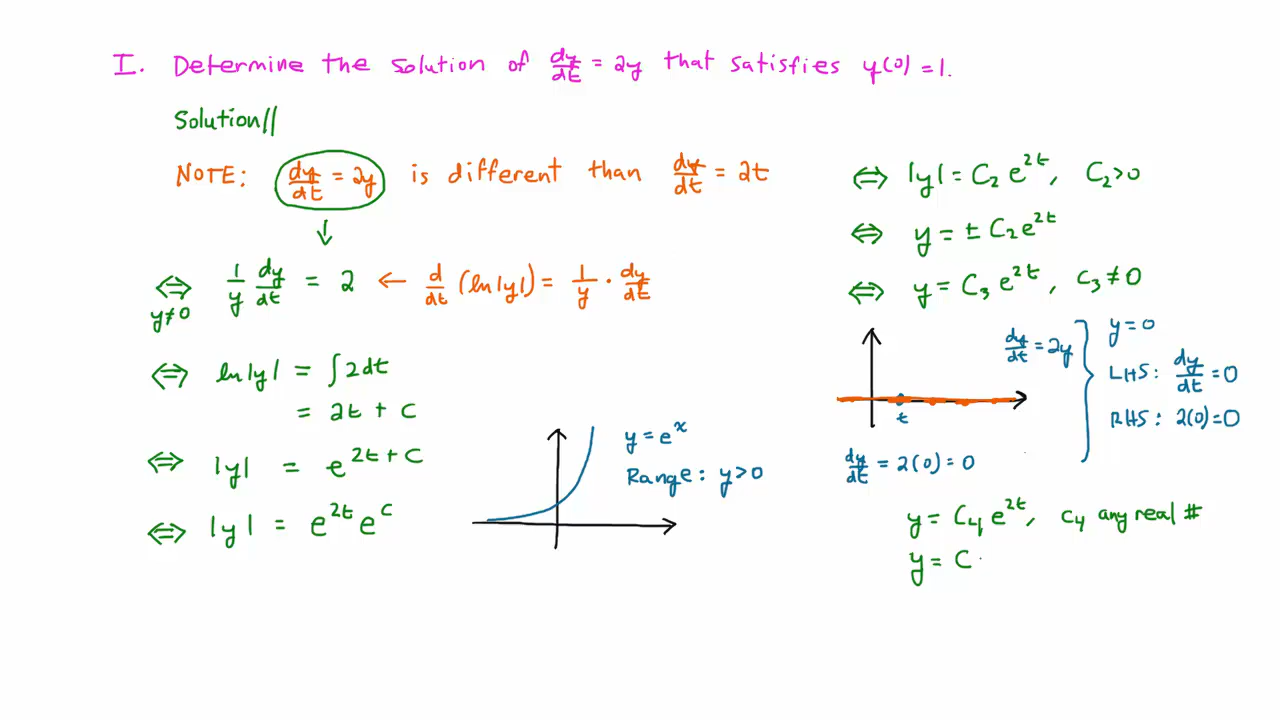 I. Determine the solution of dy/dt = 2y that satisfies y(0) = 1.
Solution//
NOTE: dy/dt = 2y is different than dy/dt = 2t
↓
⇔ y≠0 1/y dy/dt = 2 ← d/dt (ln|y|) = 1/y · dy/dt
⇔ ln|y| = ∫2dt
= 2t + C
⇔ |y| = e^{2t+C}
⇔ |y| = e^{2t} e^{C}
y = e^x
Range: y>0
⇔ |y| = C₂ e^{2t}, C₂>0
⇔ y = ± C₂ e^{2t}
⇔ y = C₃ e^{2t}, C₃ ≠ 0
dy/dt = 2y } y = 0
LHS: dy/dt = 0
RHS: 2(0) = 0
t
dy/dt = 2(0) = 0
y = C₄ e^{2t}, C₄ any real #
y = C